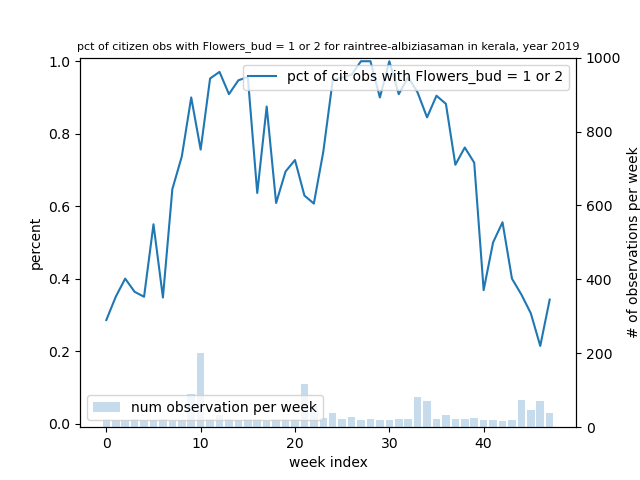 pct of citizen obs with Flowers_bud = 1 or 2 for raintree-albiziasaman in kerala, year 2019
pct of cit obs with Flowers_bud = 1 or 2
num observation per week
percent
# of observations per week
week index
1.0
0.8
0.6
0.4
0.2
0.0
1000
800
600
400
200
0
0
10
20
30
40